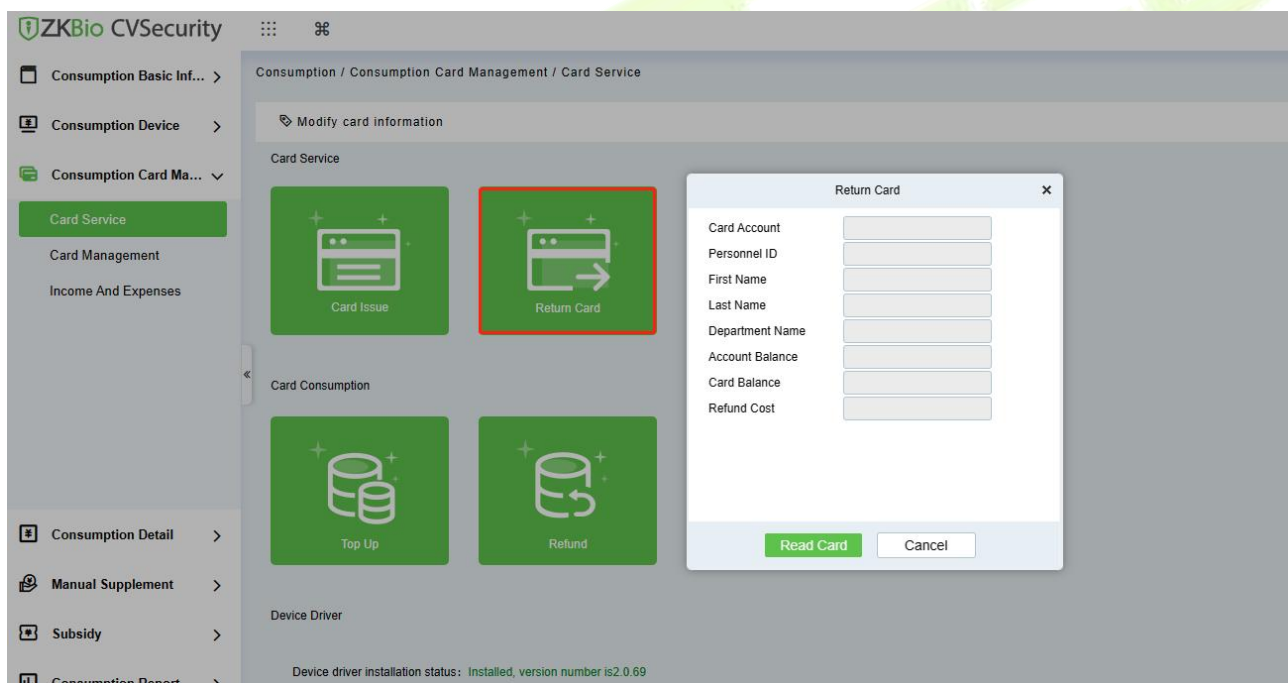 ZKBio CVSecurity
Consumption Basic Inf...
Consumption Device
Consumption Card Ma...
Card Service
Card Management
Income And Expenses
Consumption Detail
Manual Supplement
Subsidy
Consumption Report
Consumption / Consumption Card Management / Card Service
Modify card information
Card Service
Card Issue
Return Card
Card Consumption
Top Up
Refund
Device Driver
Device driver installation status: Installed, version number is2.0.69
Return Card
Card Account
Personnel ID
First Name
Last Name
Department Name
Account Balance
Card Balance
Refund Cost
Read Card
Cancel